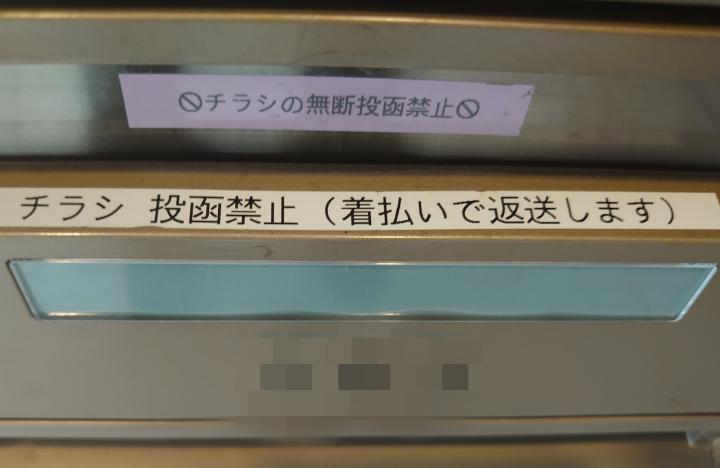 🚫チラシの無断投函禁止🚫
チラシ 投函禁止（着払いで返送します）